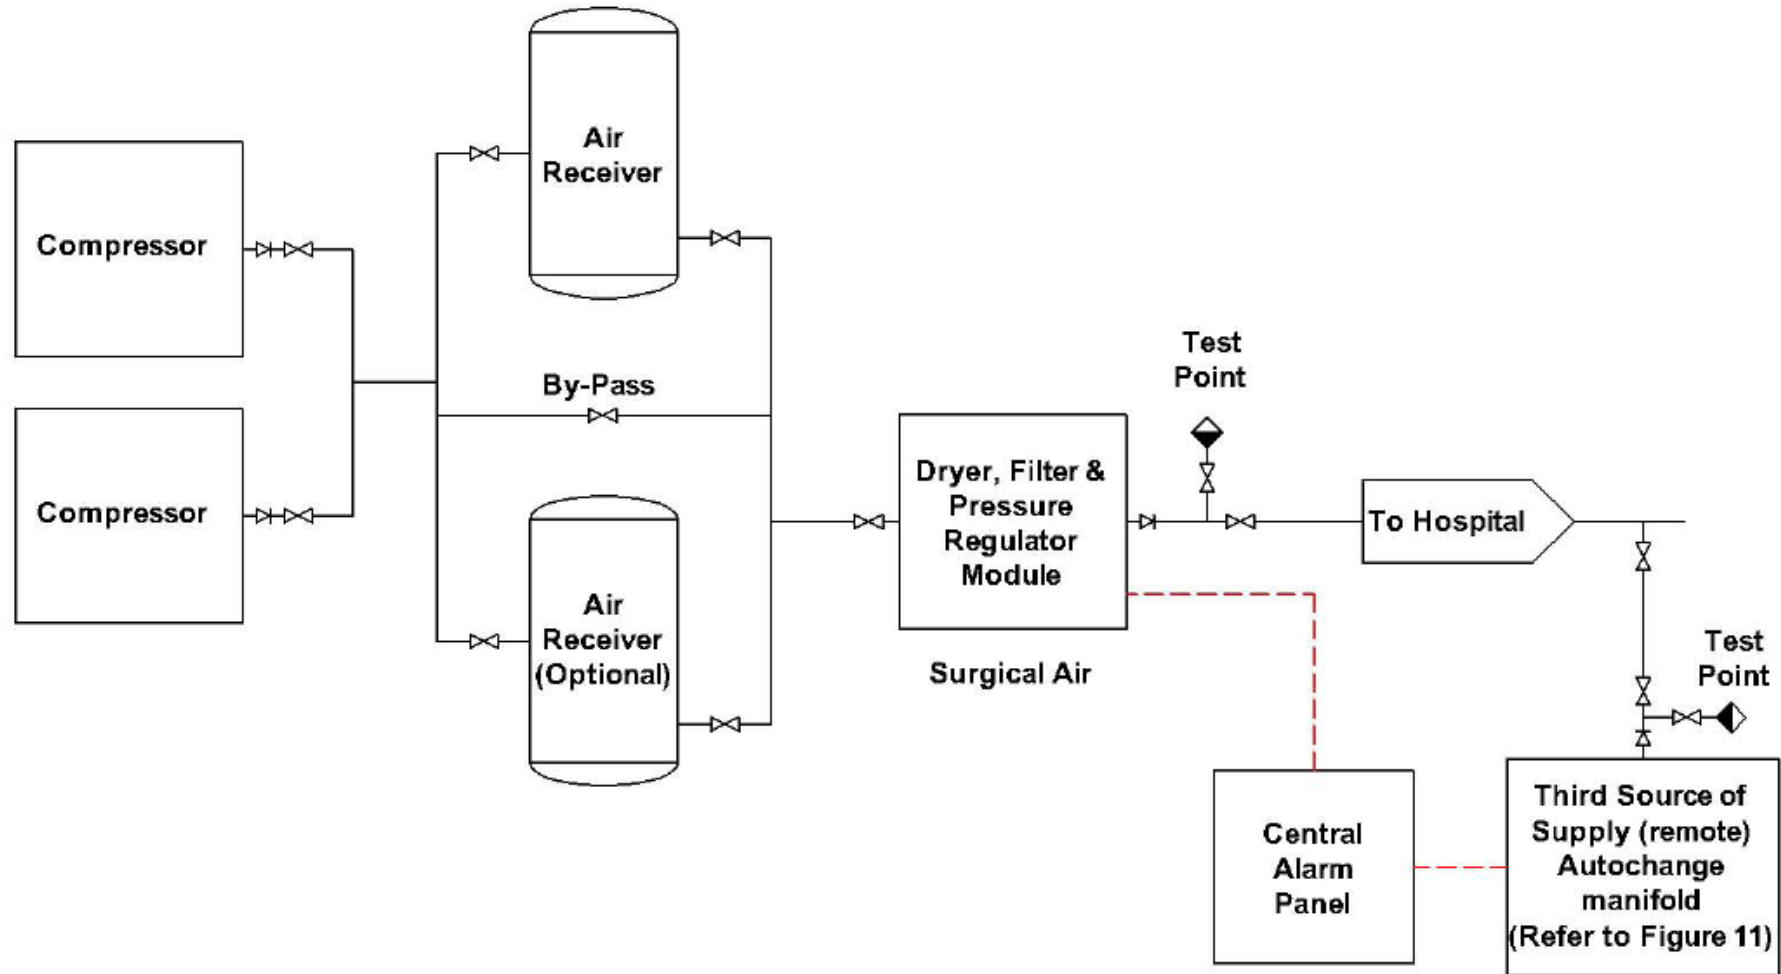 Air
Receiver
Compressor
By-Pass
Compressor
Air
Receiver
(Optional)
Dryer, Filter &
Pressure
Regulator
Module
Surgical Air
Test
Point
To Hospital
Test
Point
Central
Alarm
Panel
Third Source of
Supply (remote)
Autochange
manifold
(Refer to Figure 11)